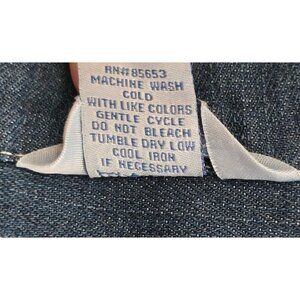 RN#85653
MACHINE WASH
COLD
WITH LIKE COLORS
GENTLE CYCLE
DO NOT BLEACH
TUMBLE DRY LOW
COOL IRON
IF NECESSARY